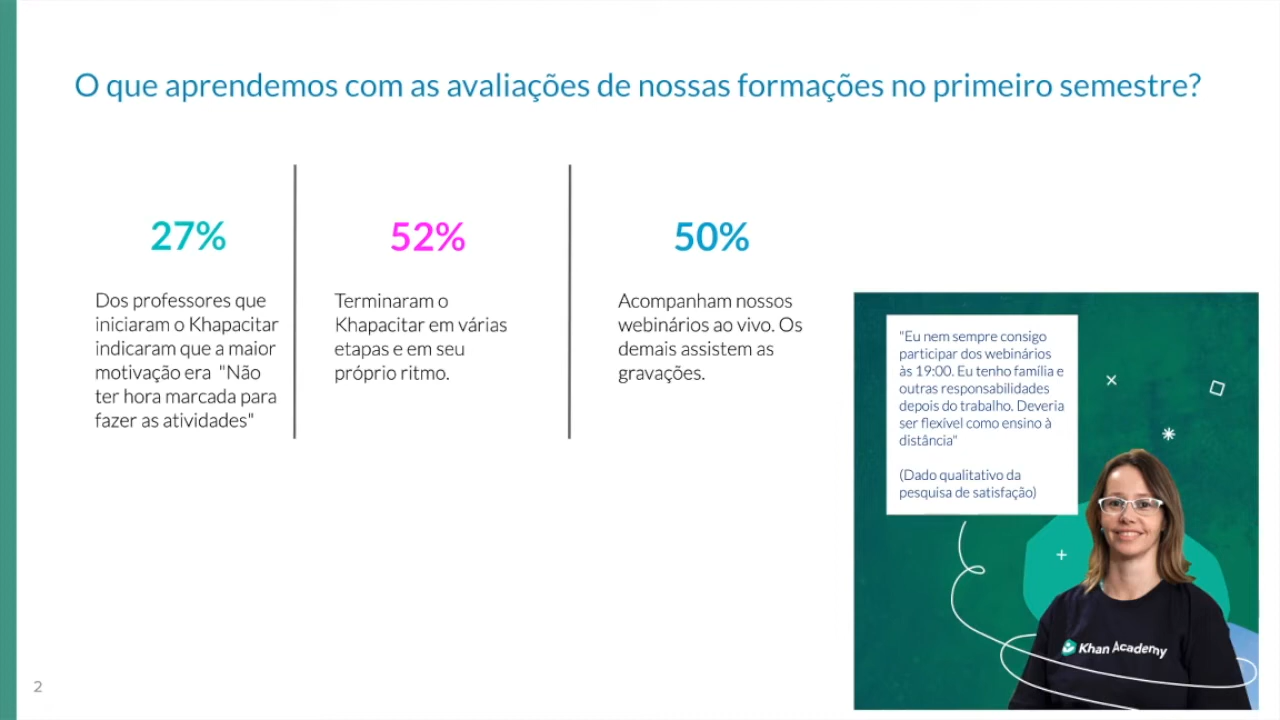 O que aprendemos com as avaliações de nossas formações no primeiro semestre?
27%
Dos professores que
iniciaram o Khapacitar
indicaram que a maior
motivação era "Não
ter hora marcada para
fazer as atividades"
52%
Terminaram o
Khapacitar em várias
etapas e em seu
próprio ritmo.
50%
Acompanham nossos
webinários ao vivo. Os
demais assistem as
gravações.
"Eu nem sempre consigo
participar dos webinários
às 19:00. Eu tenho família e
outras responsabilidades
depois do trabalho. Deveria
ser flexível como ensino à
distância"
(Dado qualitativo da
pesquisa de satisfação)
Khan Academy
2